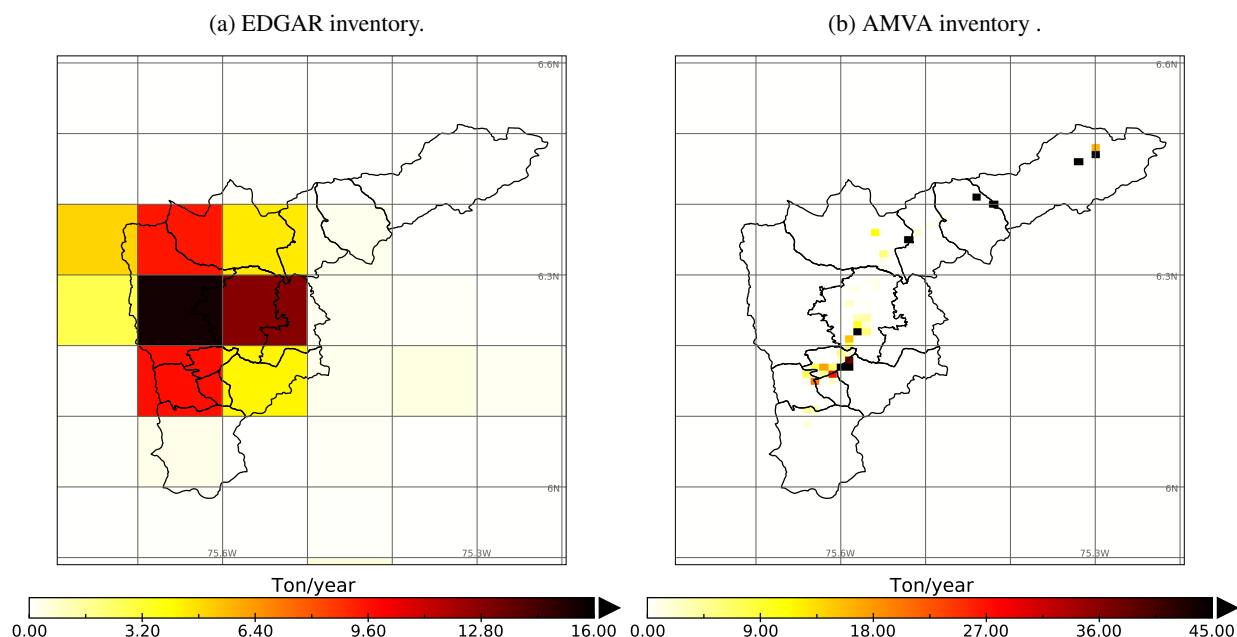 (a) EDGAR inventory.
(b) AMVA inventory .
6.6N
6.3N
6N
75.6W
75.3W
6.6N
6.3N
6N
75.6W
75.3W
Ton/year
0.00 3.20 6.40 9.60 12.80 16.00
Ton/year
0.00 9.00 18.00 27.00 36.00 45.00